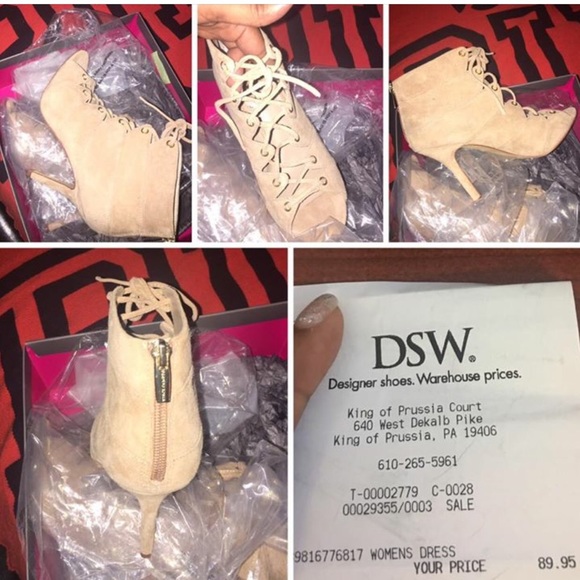 DSW®
Designer shoes. Warehouse prices.
King of Prussia Court
640 West Dekalb Pike
King of Prussia, PA 19406
610-265-5961
T-00002779 C-0028
00029355/0003 SALE
9816776817 WOMENS DRESS
YOUR PRICE 89.95